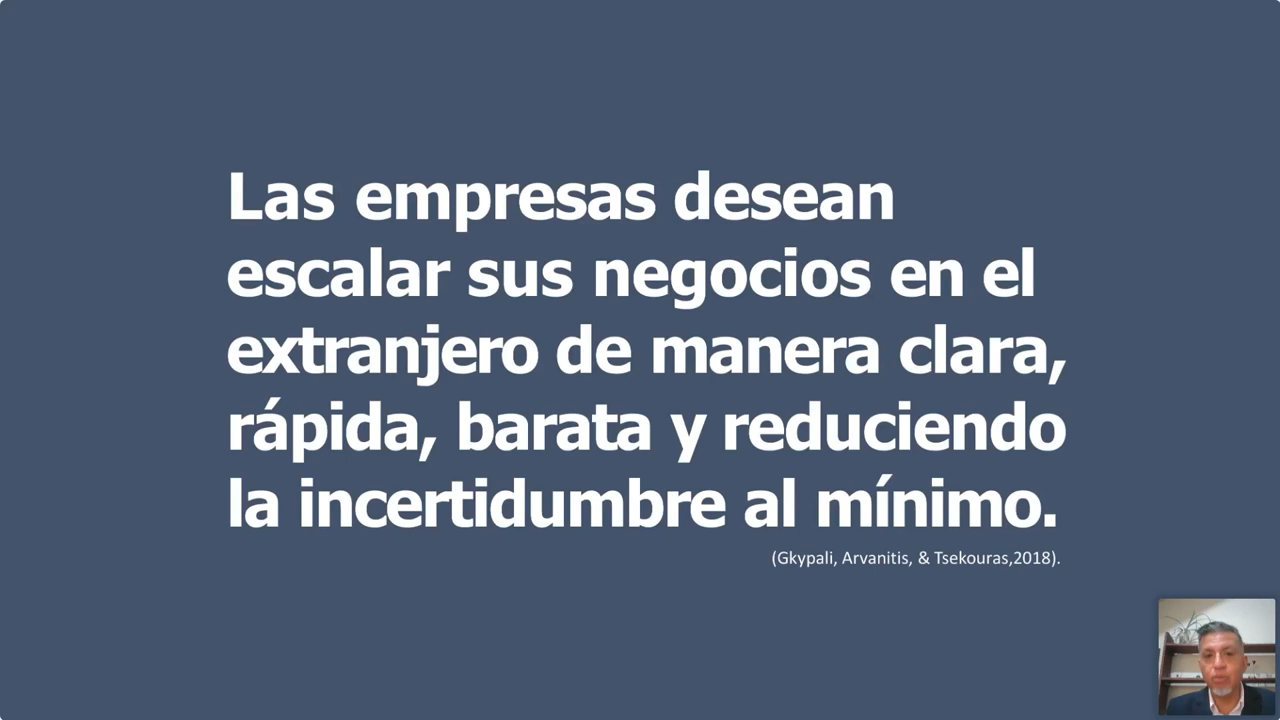 Las empresas desean
escalar sus negocios en el
extranjero de manera clara,
rápida, barata y reduciendo
la incertidumbre al mínimo.
(Gkypali, Arvanitis, & Tsekouras,2018).